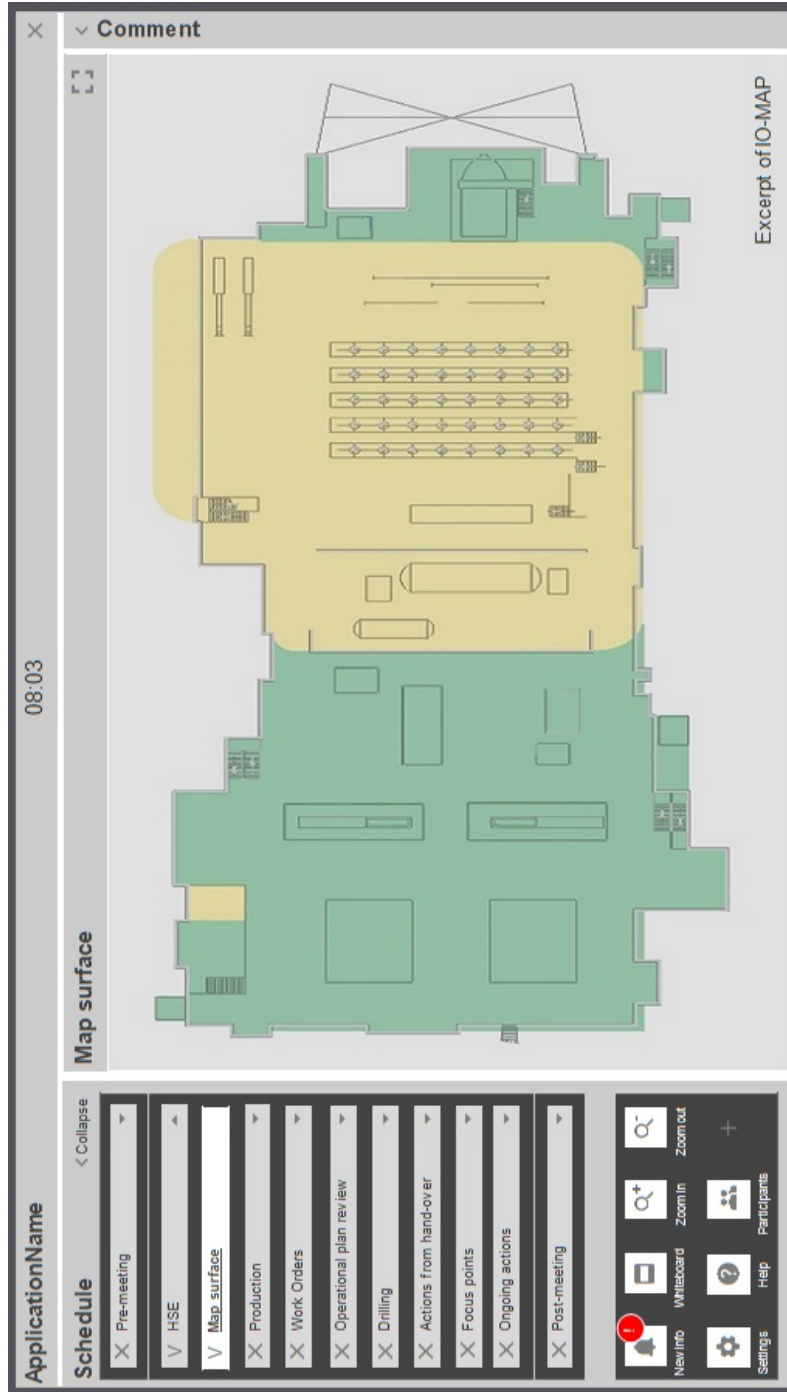 ApplicationName
08:03
Schedule
< Collapse
X Pre-meeting
V HSE
V Map surface
X Production
X Work Orders
X Operational plan review
X Drilling
X Actions from hand-over
X Focus points
X Ongoing actions
X Post-meeting
New Info
Whiteboard
Zoom in
Zoom out
Settings
Help
Participants
Map surface
Excerpt of IO-MAP
Comment